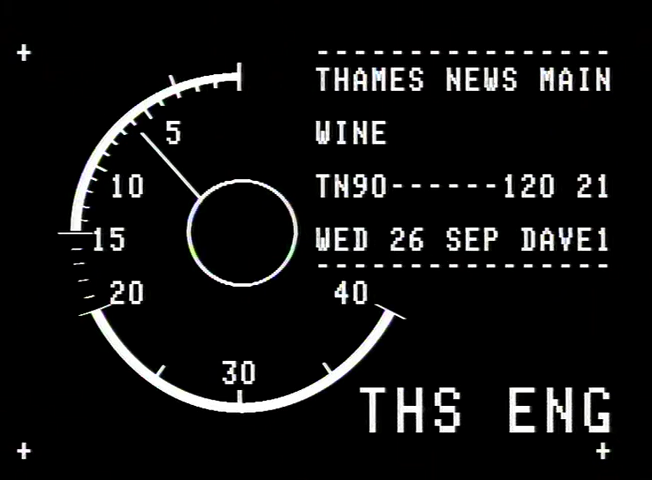 THAMES NEWS MAIN
WINE
TN90------120 21
WED 26 SEP DAVE1
5
10
15
20
30
40
THS ENG